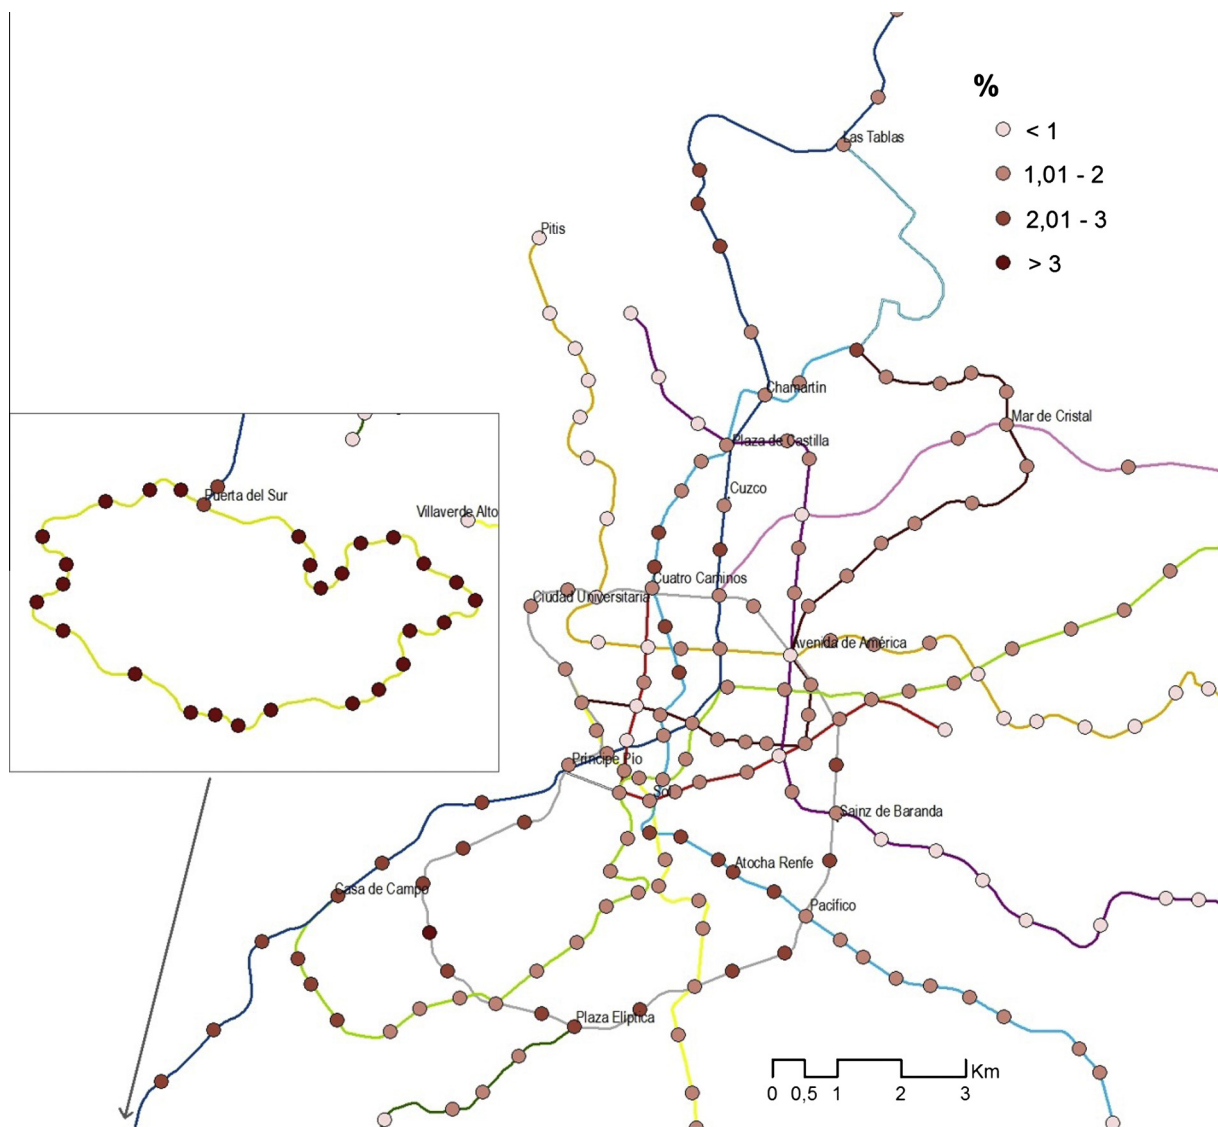 %
< 1
1,01 - 2
2,01 - 3
> 3
Las Tablas
Pitis
Chamartín
Mar de Cristal
Plaza de Castilla
Cuzco
Puerta del Sur
Villaverde Alto
Cuatro Caminos
Ciudad Universitaria
Avenida de América
Principe Pío
Sol
Sainz de Baranda
Atocha Renfe
Casa de Campo
Pacífico
Plaza Elíptica
Km
0 0,5 1 2 3